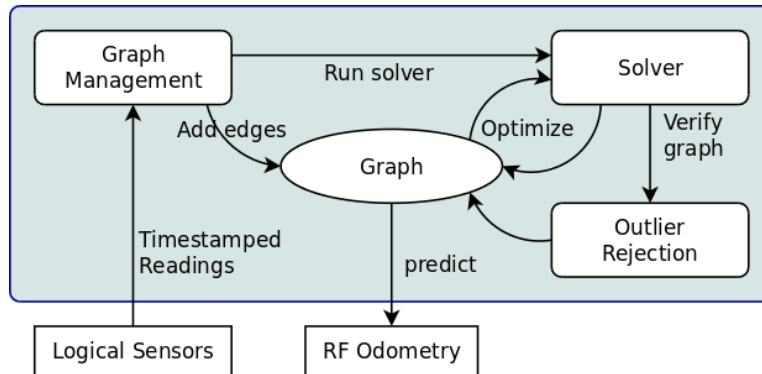 Graph
Management
Run solver
Solver
Add edges
Optimize
Verify
graph
Graph
Timestamped
Readings
predict
Outlier
Rejection
Logical Sensors
RF Odometry